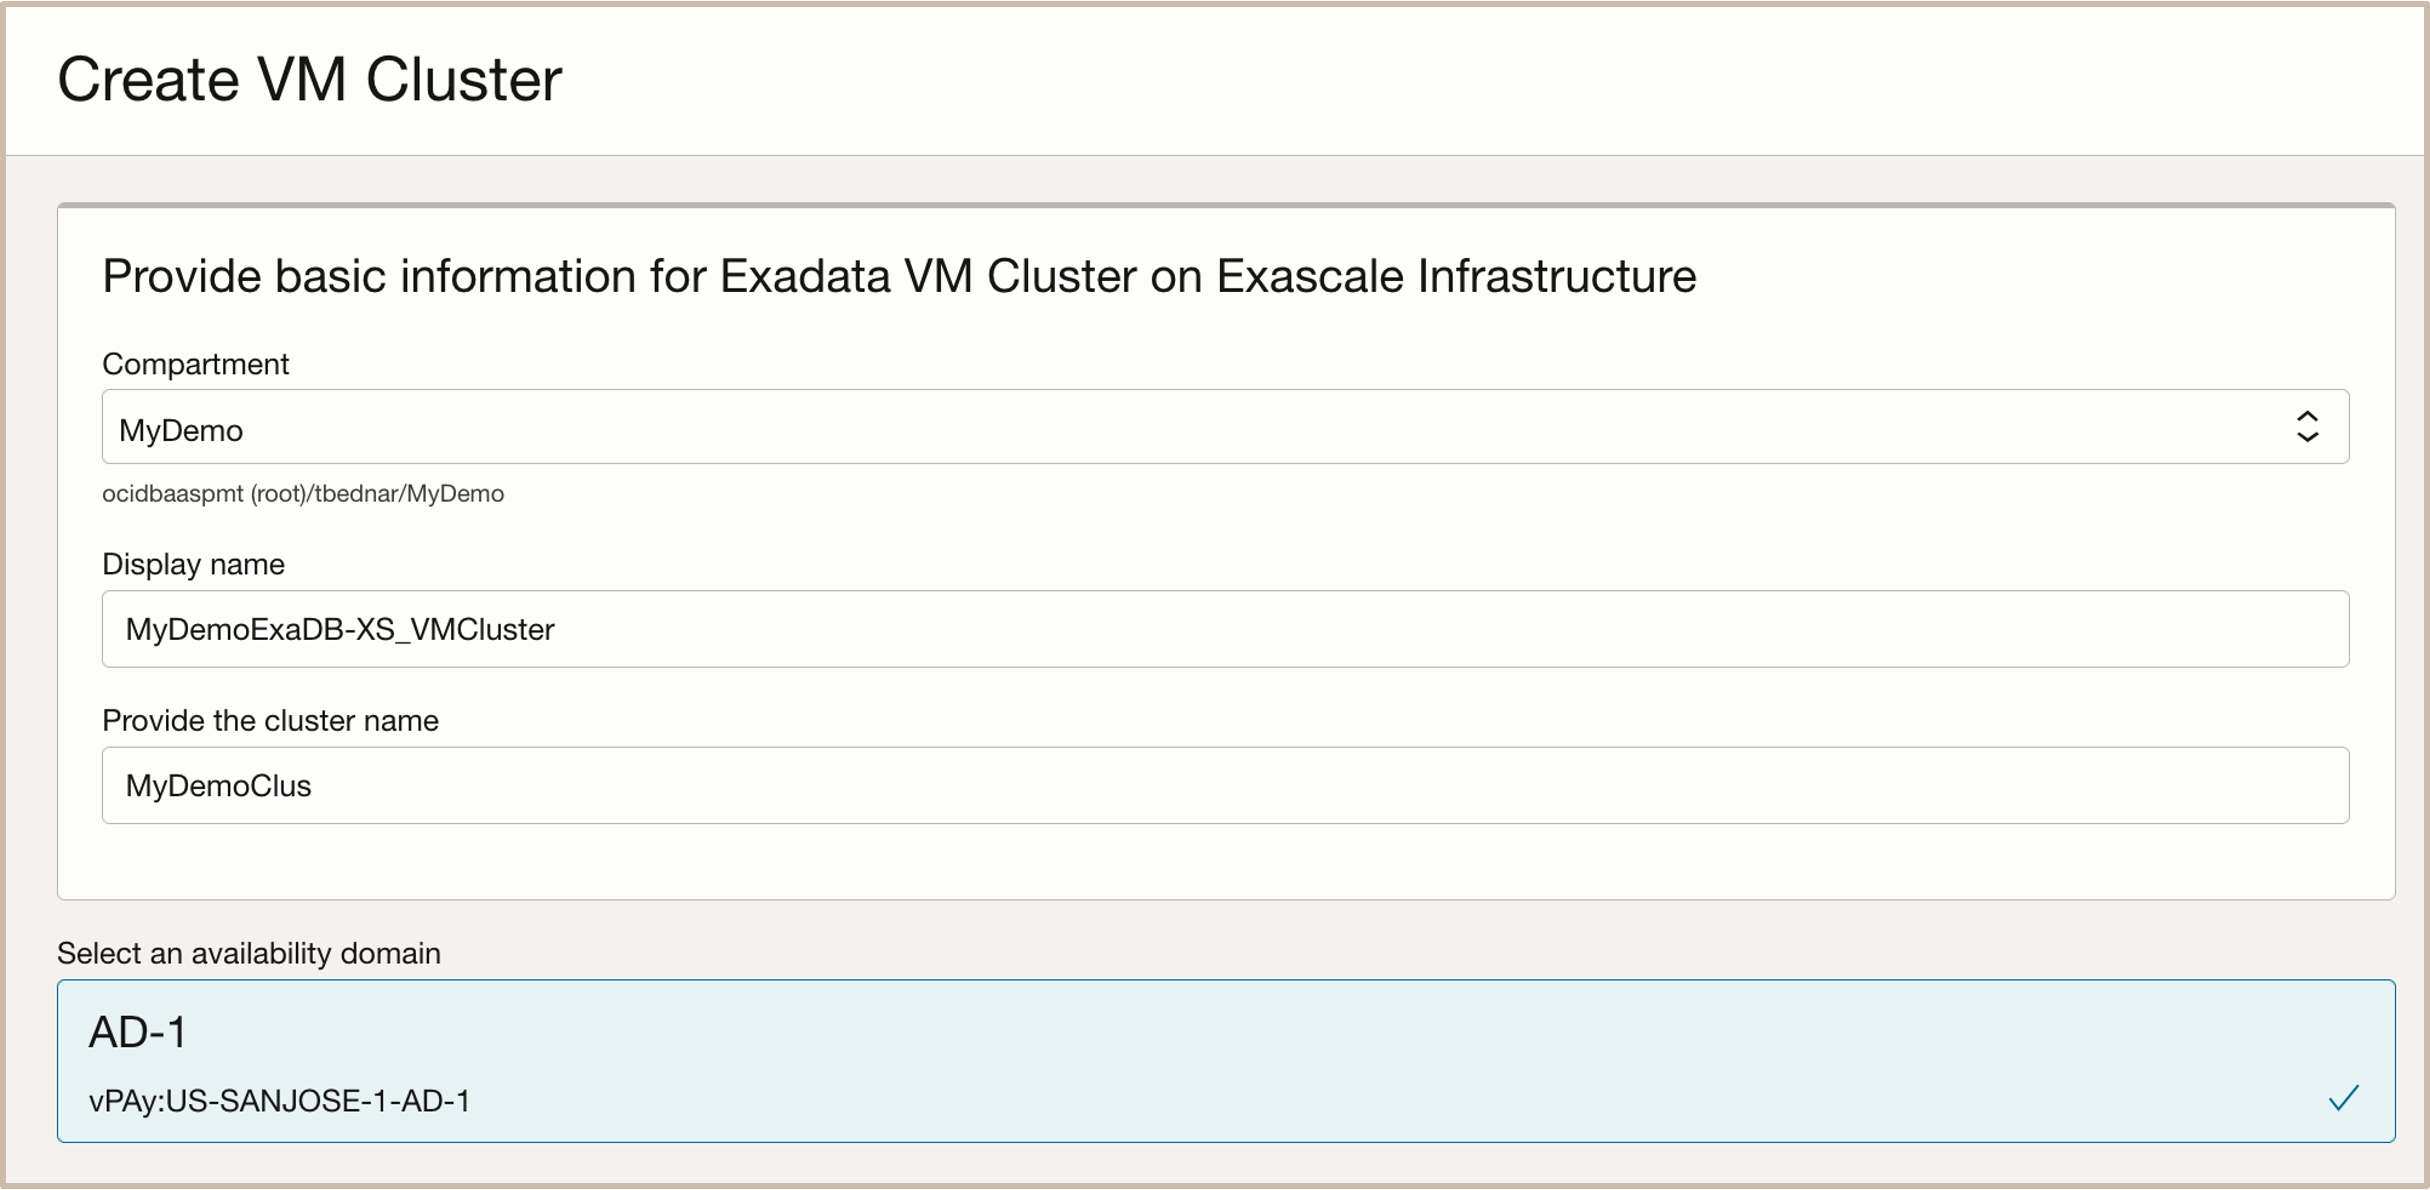 Create VM Cluster
Provide basic information for Exadata VM Cluster on Exascale Infrastructure
Compartment
MyDemo
ocidbaaspmt (root)/tbednar/MyDemo
Display name
MyDemoExaDB-XS_VMCluster
Provide the cluster name
MyDemoClus
Select an availability domain
AD-1
vPAy:US-SANJOSE-1-AD-1